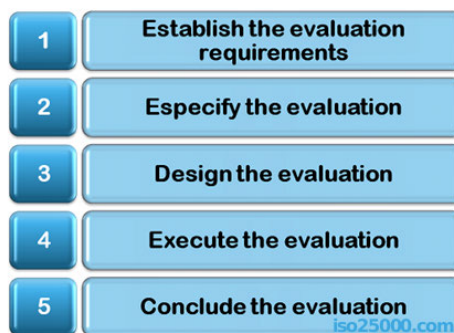 1
Establish the evaluation
requirements
2
Especify the evaluation
3
Design the evaluation
4
Execute the evaluation
5
Conclude the evaluation
iso25000.com